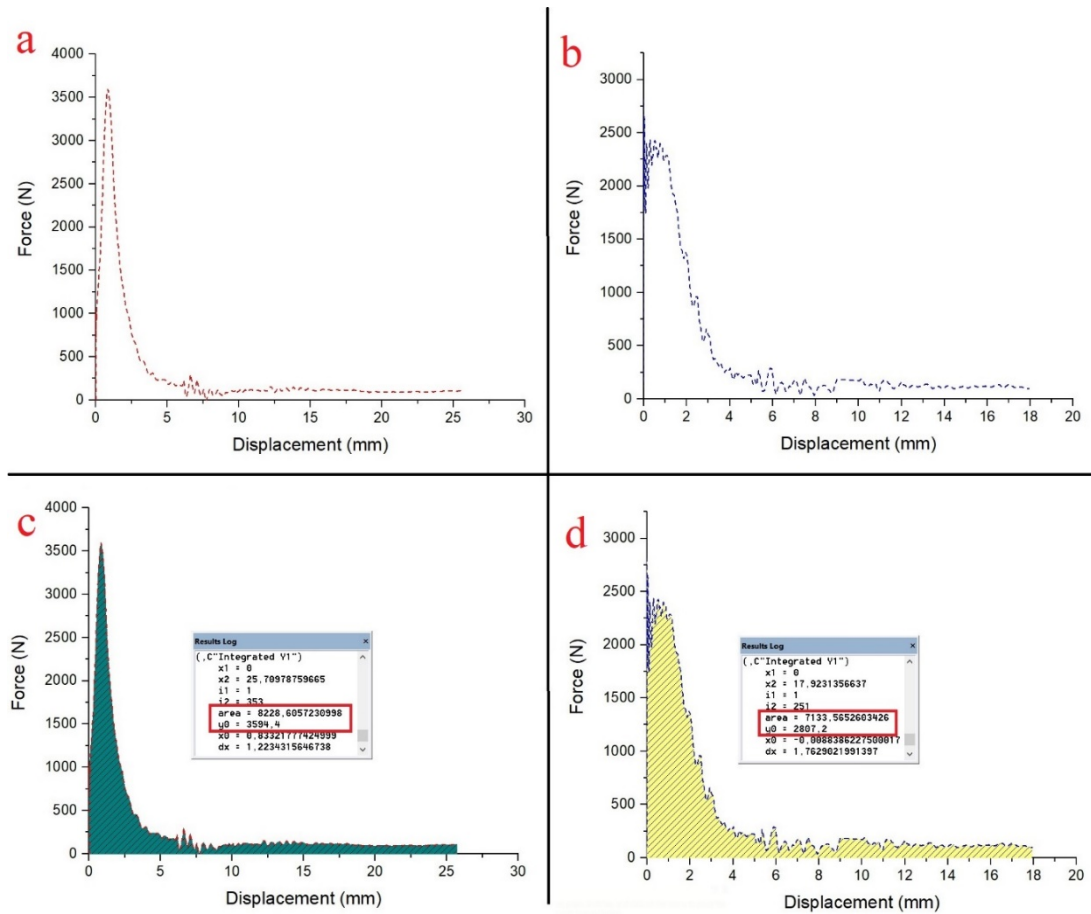 a
4000
3500
3000
2500
2000
1500
1000
500
0
Force (N)
0 5 10 15 20 25 30
Displacement (mm)
b
3000
2500
2000
1500
1000
500
0
Force (N)
0 2 4 6 8 10 12 14 16 18 20
Displacement (mm)
c
4000
3500
3000
2500
2000
1500
1000
500
0
Force (N)
Results Log ×
(,C"Integrated Y1")
x1 = 0
x2 = 25,70978759665
i1 = 1
i2 = 353
area = 8228,6057230998
y0 = 3594,4
x0 = 0,83321777424999
dx = 1,2234315646738
0 5 10 15 20 25 30
Displacement (mm)
d
3000
2500
2000
1500
1000
500
0
Force (N)
Results Log ×
(,C"Integrated Y1")
x1 = 0
x2 = 17,9231356637
i1 = 1
i2 = 251
area = 7133,5652603426
y0 = 2807,2
x0 = -0,0088386227500017
dx = 1,7629021991397
0 2 4 6 8 10 12 14 16 18 20
Displacement (mm)